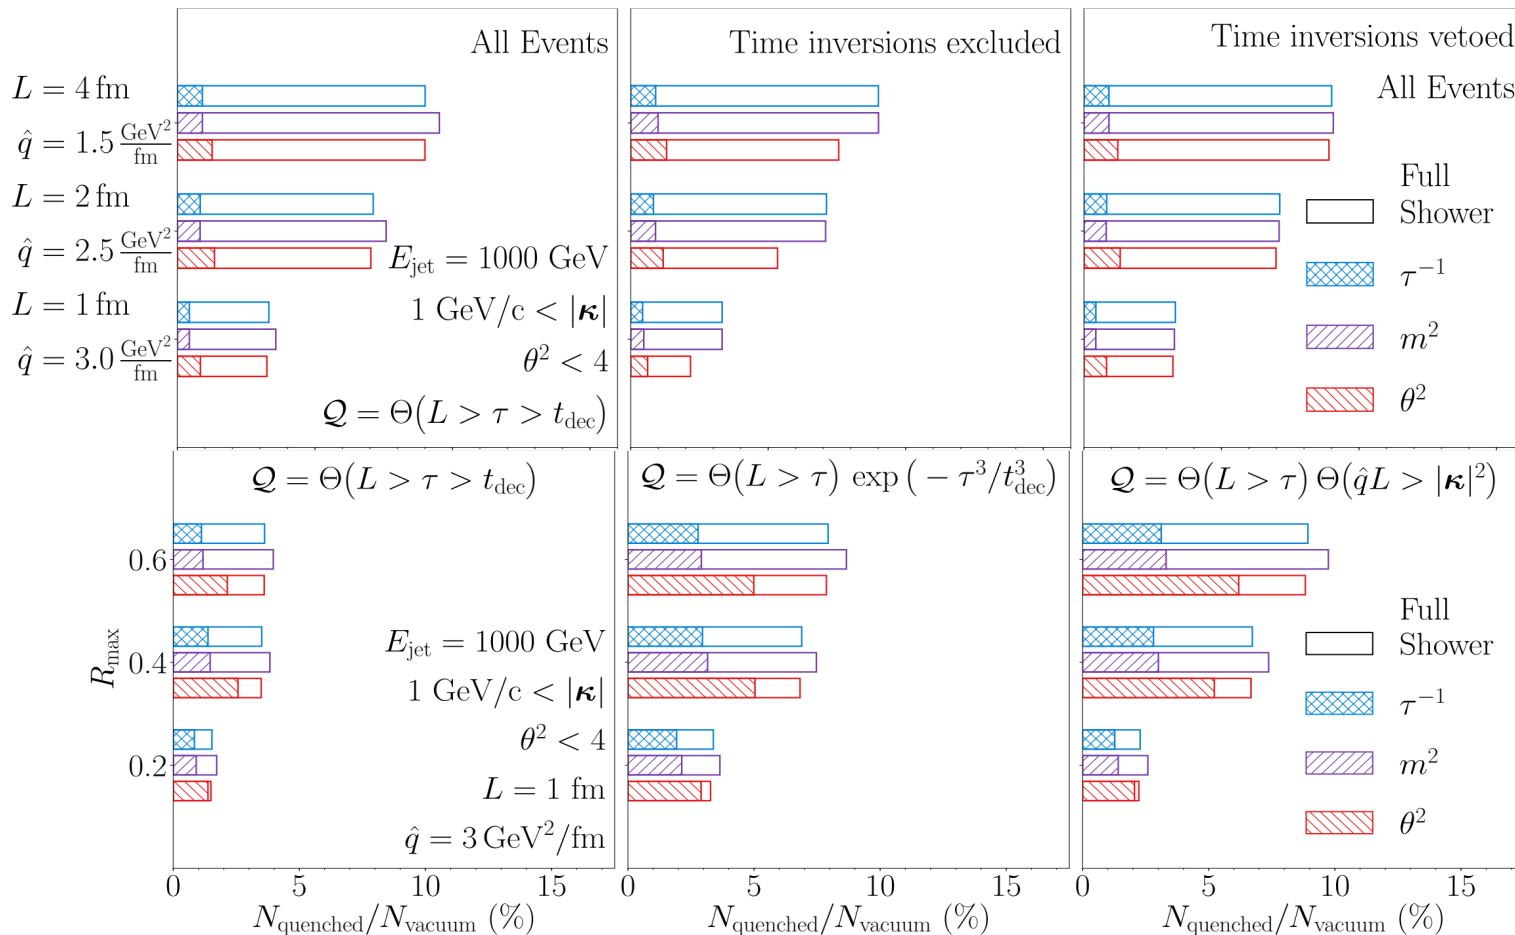 All Events
Time inversions excluded
Time inversions vetoed
All Events
L = 4 fm
q̂ = 1.5 GeV²/fm
L = 2 fm
q̂ = 2.5 GeV²/fm
L = 1 fm
q̂ = 3.0 GeV²/fm
E_jet = 1000 GeV
1 GeV/c < |κ|
θ² < 4
𝒬 = Θ(L > τ > t_dec)
Full
Shower
τ⁻¹
m²
θ²
𝒬 = Θ(L > τ > t_dec)
𝒬 = Θ(L > τ) exp(− τ³/t³_dec)
𝒬 = Θ(L > τ) Θ(q̂L > |κ|²)
R_max
0.6
0.4
0.2
E_jet = 1000 GeV
1 GeV/c < |κ|
θ² < 4
L = 1 fm
q̂ = 3 GeV²/fm
Full
Shower
τ⁻¹
m²
θ²
0 5 10 15
0 5 10 15
0 5 10 15
N_quenched/N_vacuum (%)
N_quenched/N_vacuum (%)
N_quenched/N_vacuum (%)